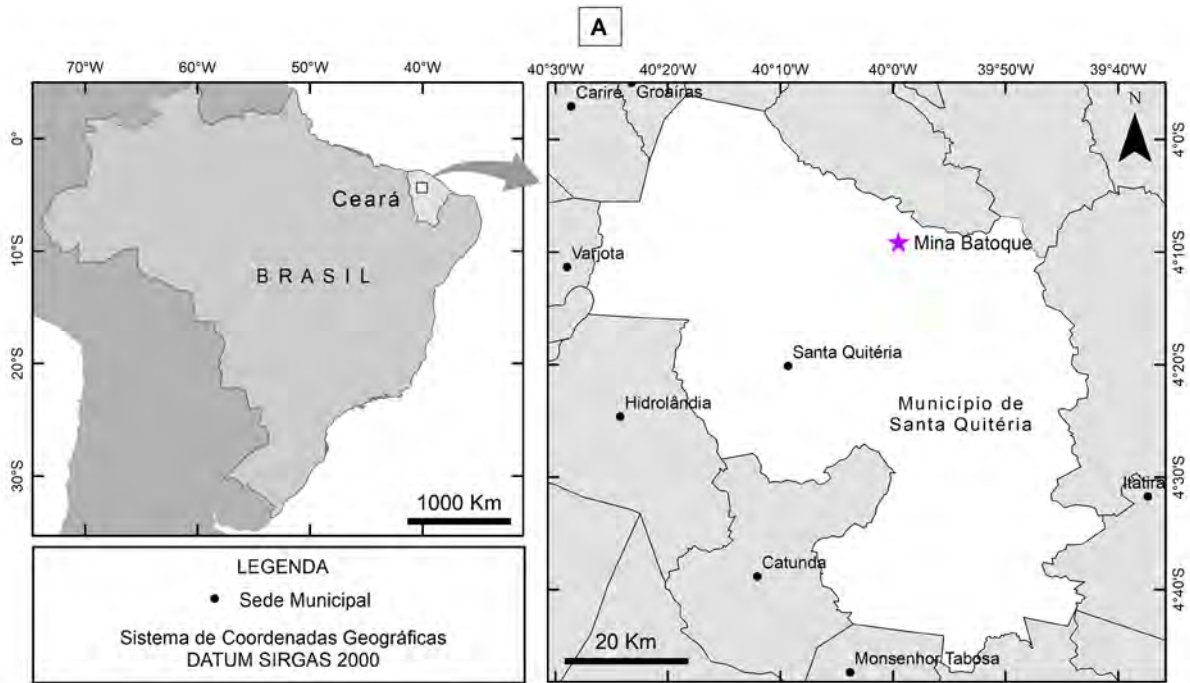 A
70°W 60°W 50°W 40°W
0°
10°S
20°S
30°S
Ceará
BRASIL
1000 Km
40°30'W 40°20'W 40°10'W 40°0'W 39°50'W 39°40'W
N
4°0'S
4°10'S
4°20'S
4°30'S
4°40'S
Cariré
Groaíras
Mina Batoque
Varjota
Santa Quitéria
Hidrolândia
Município de
Santa Quitéria
Itatira
Catunda
20 Km
Monsenhor Tabosa
LEGENDA
Sede Municipal
Sistema de Coordenadas Geográficas
DATUM SIRGAS 2000